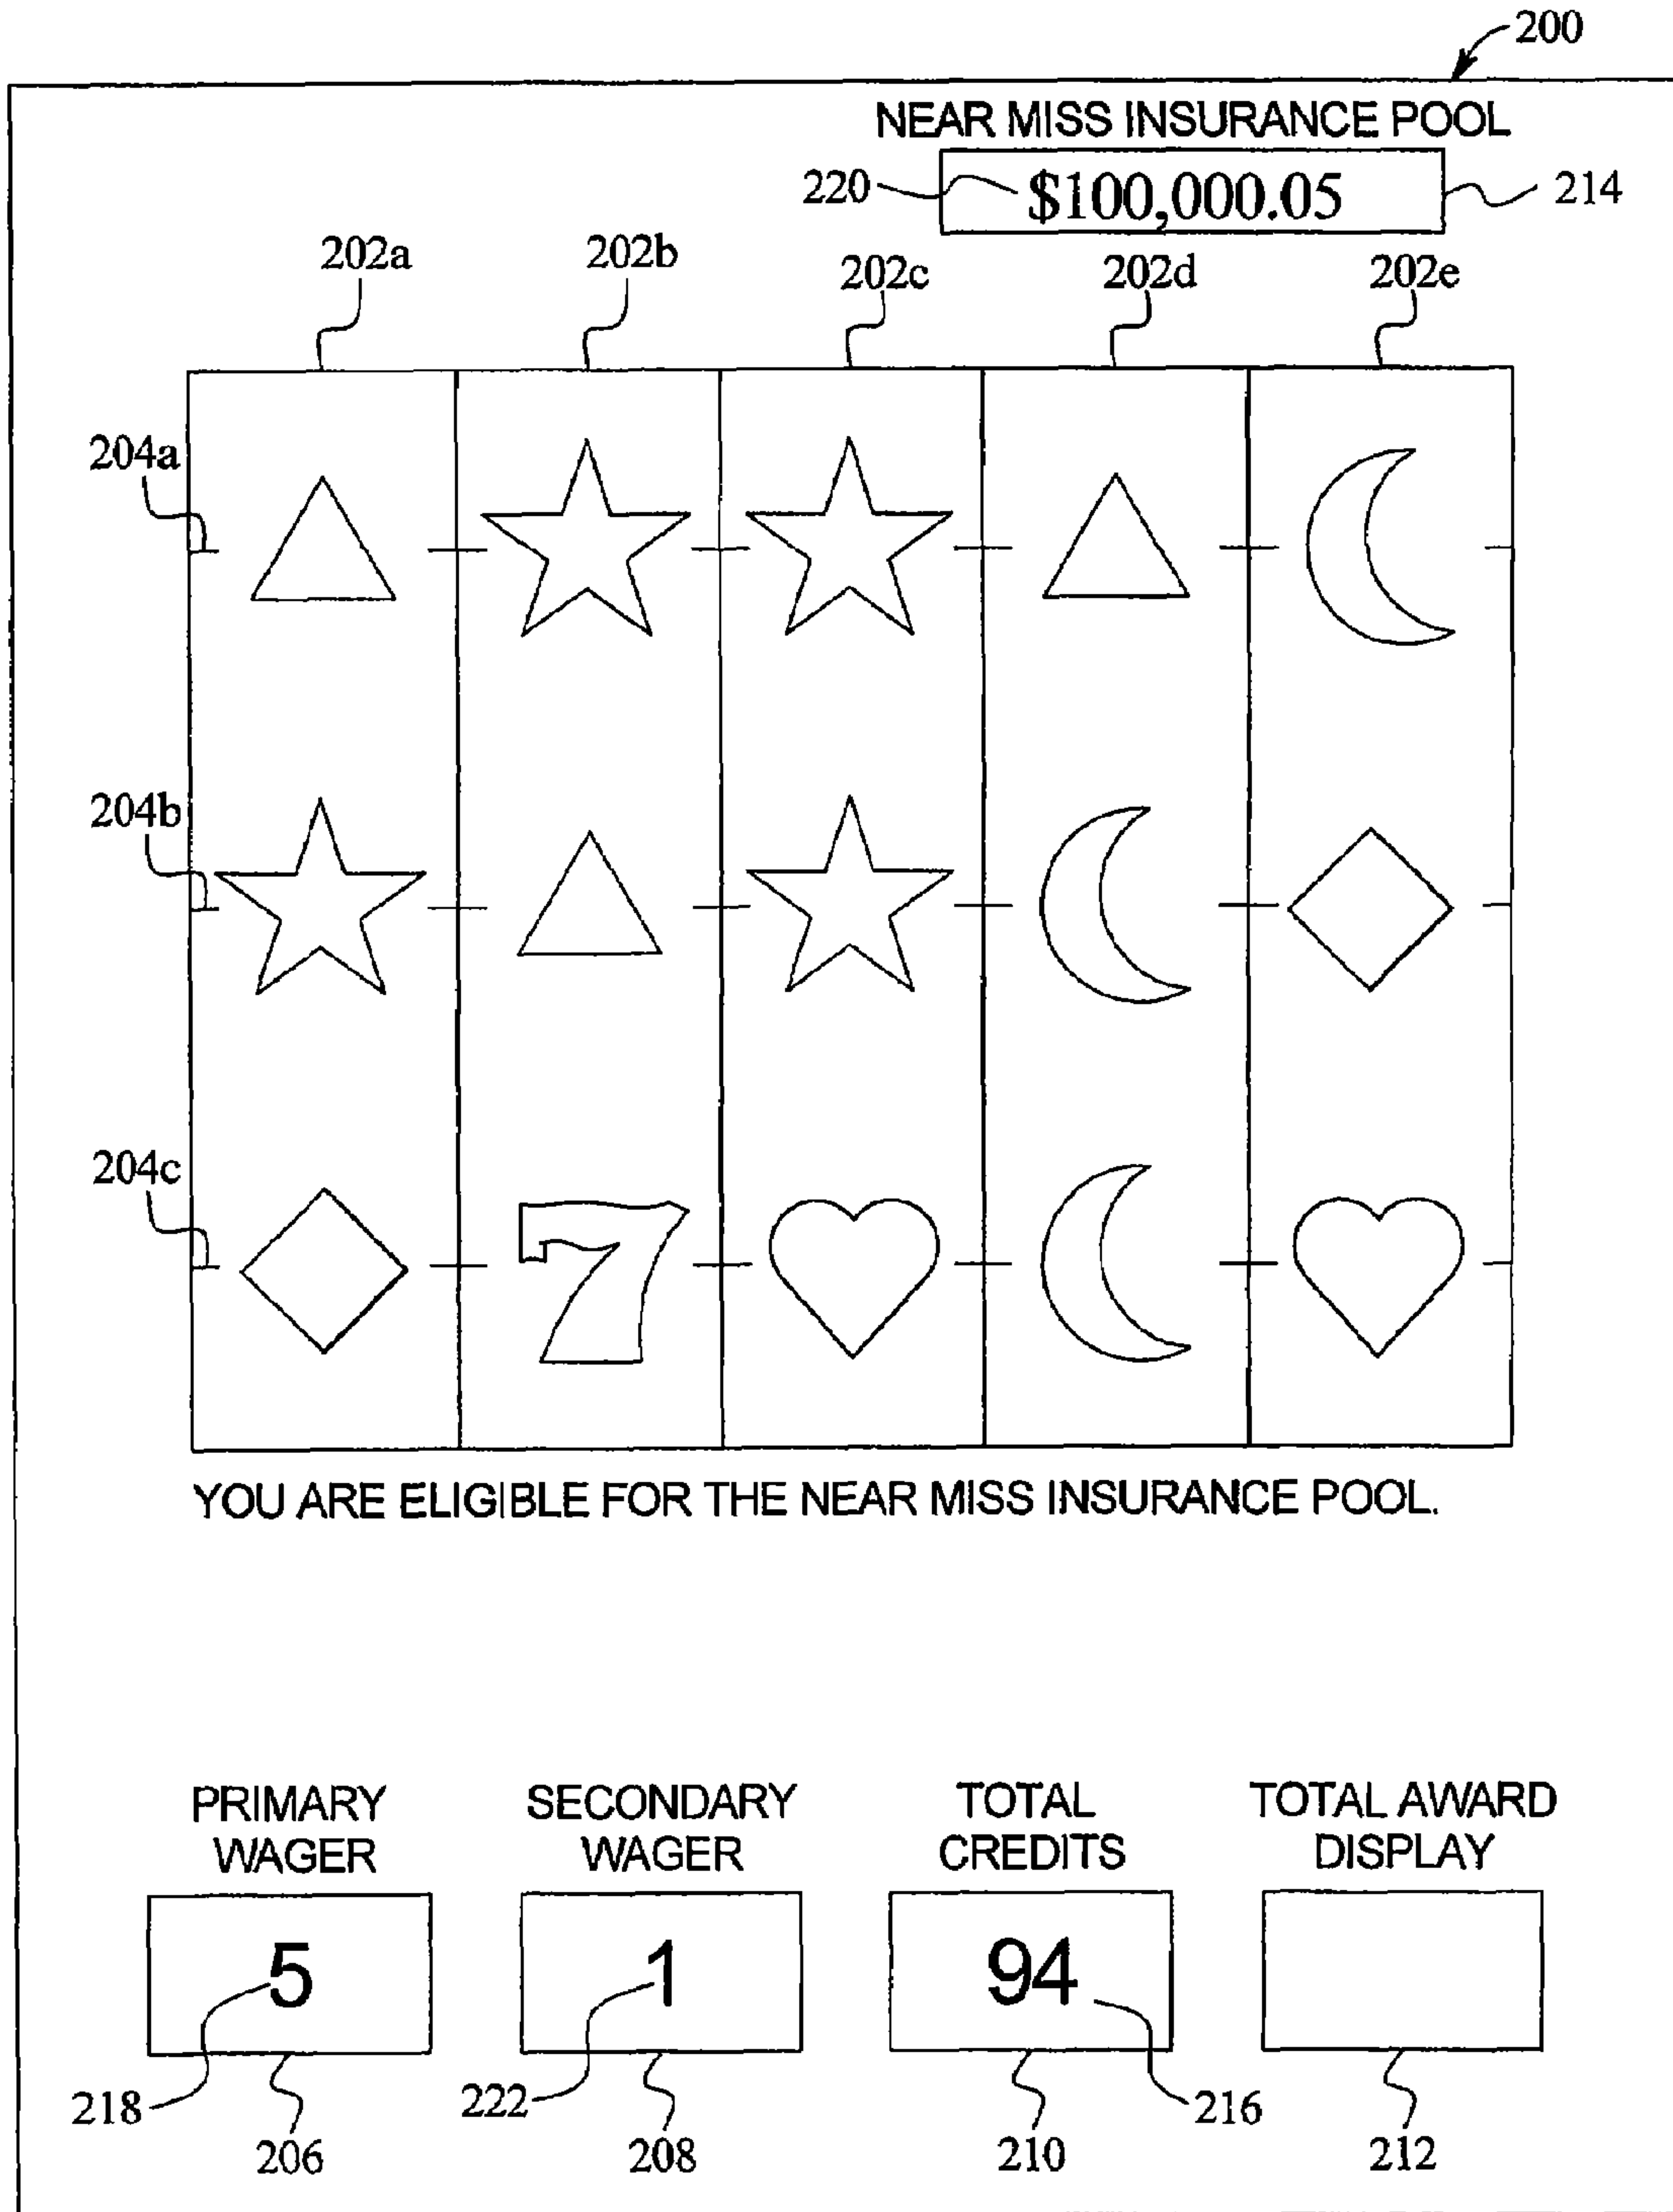 200
NEAR MISS INSURANCE POOL
220 $100,000.05 214
202a 202b 202c 202d 202e
204a
204b
204c
7
YOU ARE ELIGIBLE FOR THE NEAR MISS INSURANCE POOL.
PRIMARY WAGER
SECONDARY WAGER
TOTAL CREDITS
TOTAL AWARD DISPLAY
5 1 94
218 222 216
206 208 210 212